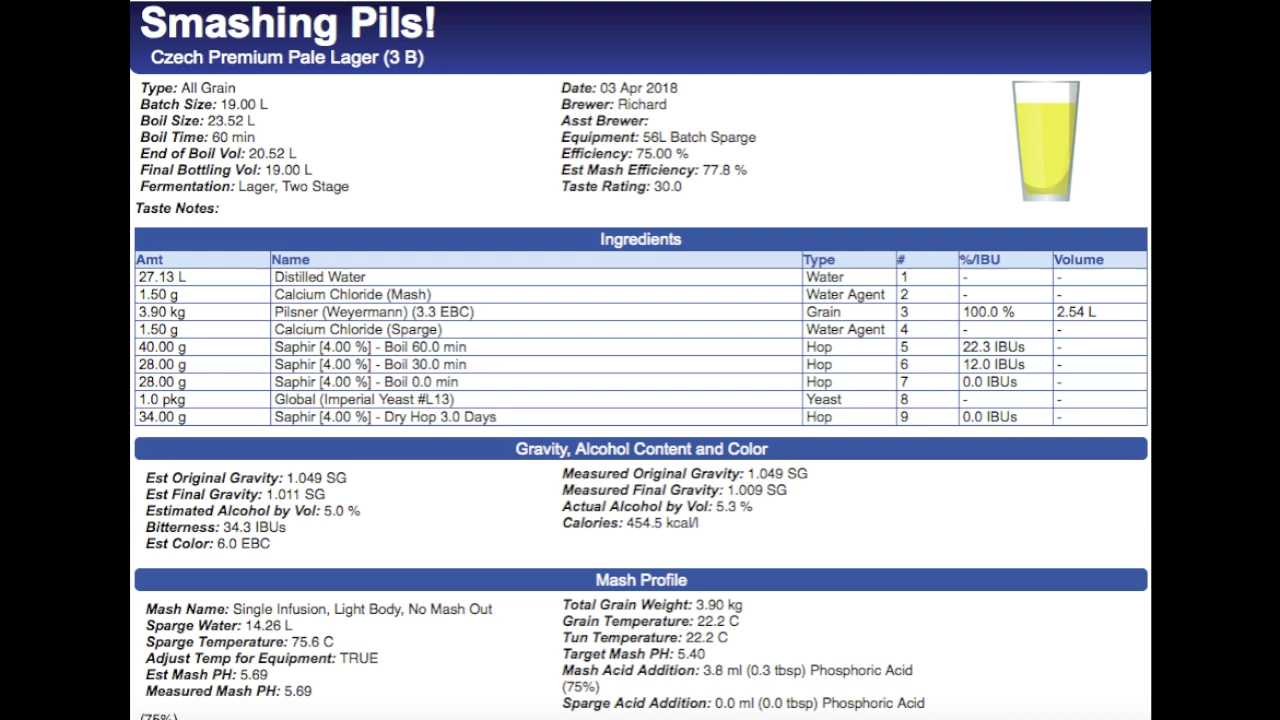 Smashing Pils!
Czech Premium Pale Lager (3 B)
Type: All Grain
Batch Size: 19.00 L
Boil Size: 23.52 L
Boil Time: 60 min
End of Boil Vol: 20.52 L
Final Bottling Vol: 19.00 L
Fermentation: Lager, Two Stage
Taste Notes:
Date: 03 Apr 2018
Brewer: Richard
Asst Brewer:
Equipment: 56L Batch Sparge
Efficiency: 75.00 %
Est Mash Efficiency: 77.8 %
Taste Rating: 30.0
Ingredients
Amt Name Type # %/IBU Volume
27.13 L Distilled Water Water 1 - -
1.50 g Calcium Chloride (Mash) Water Agent 2 - -
3.90 kg Pilsner (Weyermann) (3.3 EBC) Grain 3 100.0 % 2.54 L
1.50 g Calcium Chloride (Sparge) Water Agent 4 - -
40.00 g Saphir [4.00 %] - Boil 60.0 min Hop 5 22.3 IBUs -
28.00 g Saphir [4.00 %] - Boil 30.0 min Hop 6 12.0 IBUs -
28.00 g Saphir [4.00 %] - Boil 0.0 min Hop 7 0.0 IBUs -
1.0 pkg Global (Imperial Yeast #L13) Yeast 8 - -
34.00 g Saphir [4.00 %] - Dry Hop 3.0 Days Hop 9 0.0 IBUs -
Gravity, Alcohol Content and Color
Est Original Gravity: 1.049 SG
Est Final Gravity: 1.011 SG
Estimated Alcohol by Vol: 5.0 %
Bitterness: 34.3 IBUs
Est Color: 6.0 EBC
Measured Original Gravity: 1.049 SG
Measured Final Gravity: 1.009 SG
Actual Alcohol by Vol: 5.3 %
Calories: 454.5 kcal/l
Mash Profile
Mash Name: Single Infusion, Light Body, No Mash Out
Sparge Water: 14.26 L
Sparge Temperature: 75.6 C
Adjust Temp for Equipment: TRUE
Est Mash PH: 5.69
Measured Mash PH: 5.69
Total Grain Weight: 3.90 kg
Grain Temperature: 22.2 C
Tun Temperature: 22.2 C
Target Mash PH: 5.40
Mash Acid Addition: 3.8 ml (0.3 tbsp) Phosphoric Acid
(75%)
Sparge Acid Addition: 0.0 ml (0.0 tbsp) Phosphoric Acid
(75%)